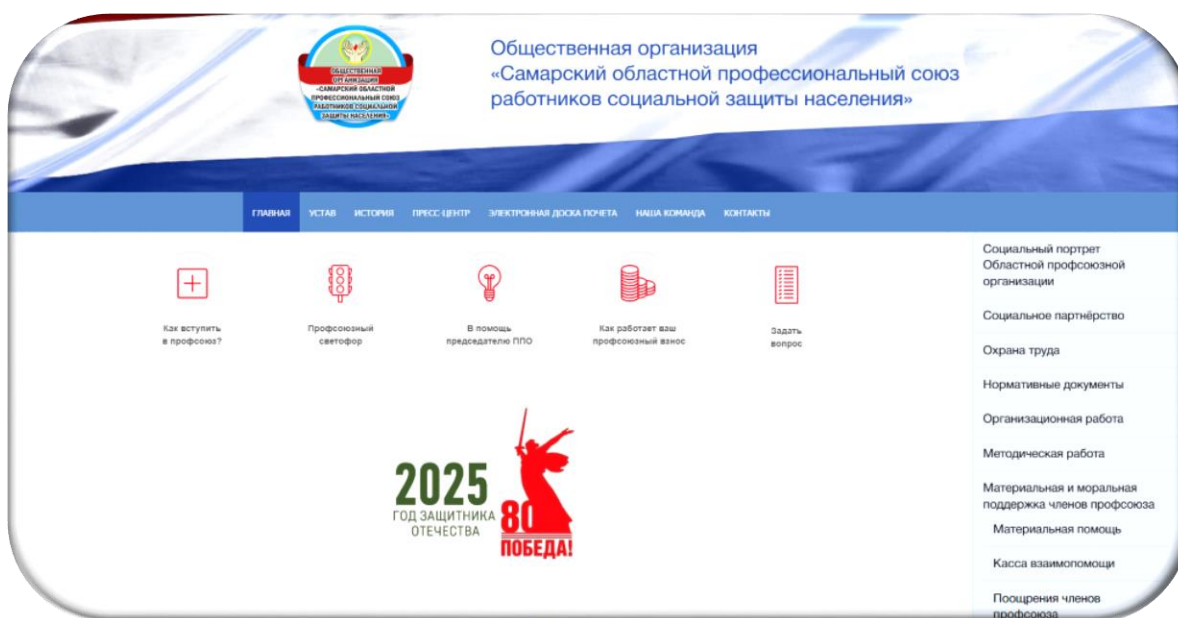 ОБЩЕСТВЕННАЯ
ОРГАНИЗАЦИЯ
«САМАРСКИЙ ОБЛАСТНОЙ
ПРОФЕССИОНАЛЬНЫЙ СОЮЗ
РАБОТНИКОВ СОЦИАЛЬНОЙ
ЗАЩИТЫ НАСЕЛЕНИЯ»
Общественная организация
«Самарский областной профессиональный союз
работников социальной защиты населения»
ГЛАВНАЯ УСТАВ ИСТОРИЯ ПРЕСС-ЦЕНТР ЭЛЕКТРОННАЯ ДОСКА ПОЧЕТА НАША КОМАНДА КОНТАКТЫ
Как вступить
в профсоюз?
Профсоюзный
светофор
В помощь
председателю ППО
Как работает ваш
профсоюзный взнос
Задать
вопрос
2025
ГОД ЗАЩИТНИКА
ОТЕЧЕСТВА
80
ПОБЕДА!
Социальный портрет
Областной профсоюзной
организации
Социальное партнёрство
Охрана труда
Нормативные документы
Организационная работа
Методическая работа
Материальная и моральная
поддержка членов профсоюза
Материальная помощь
Касса взаимопомощи
Поощрения членов
профсоюза